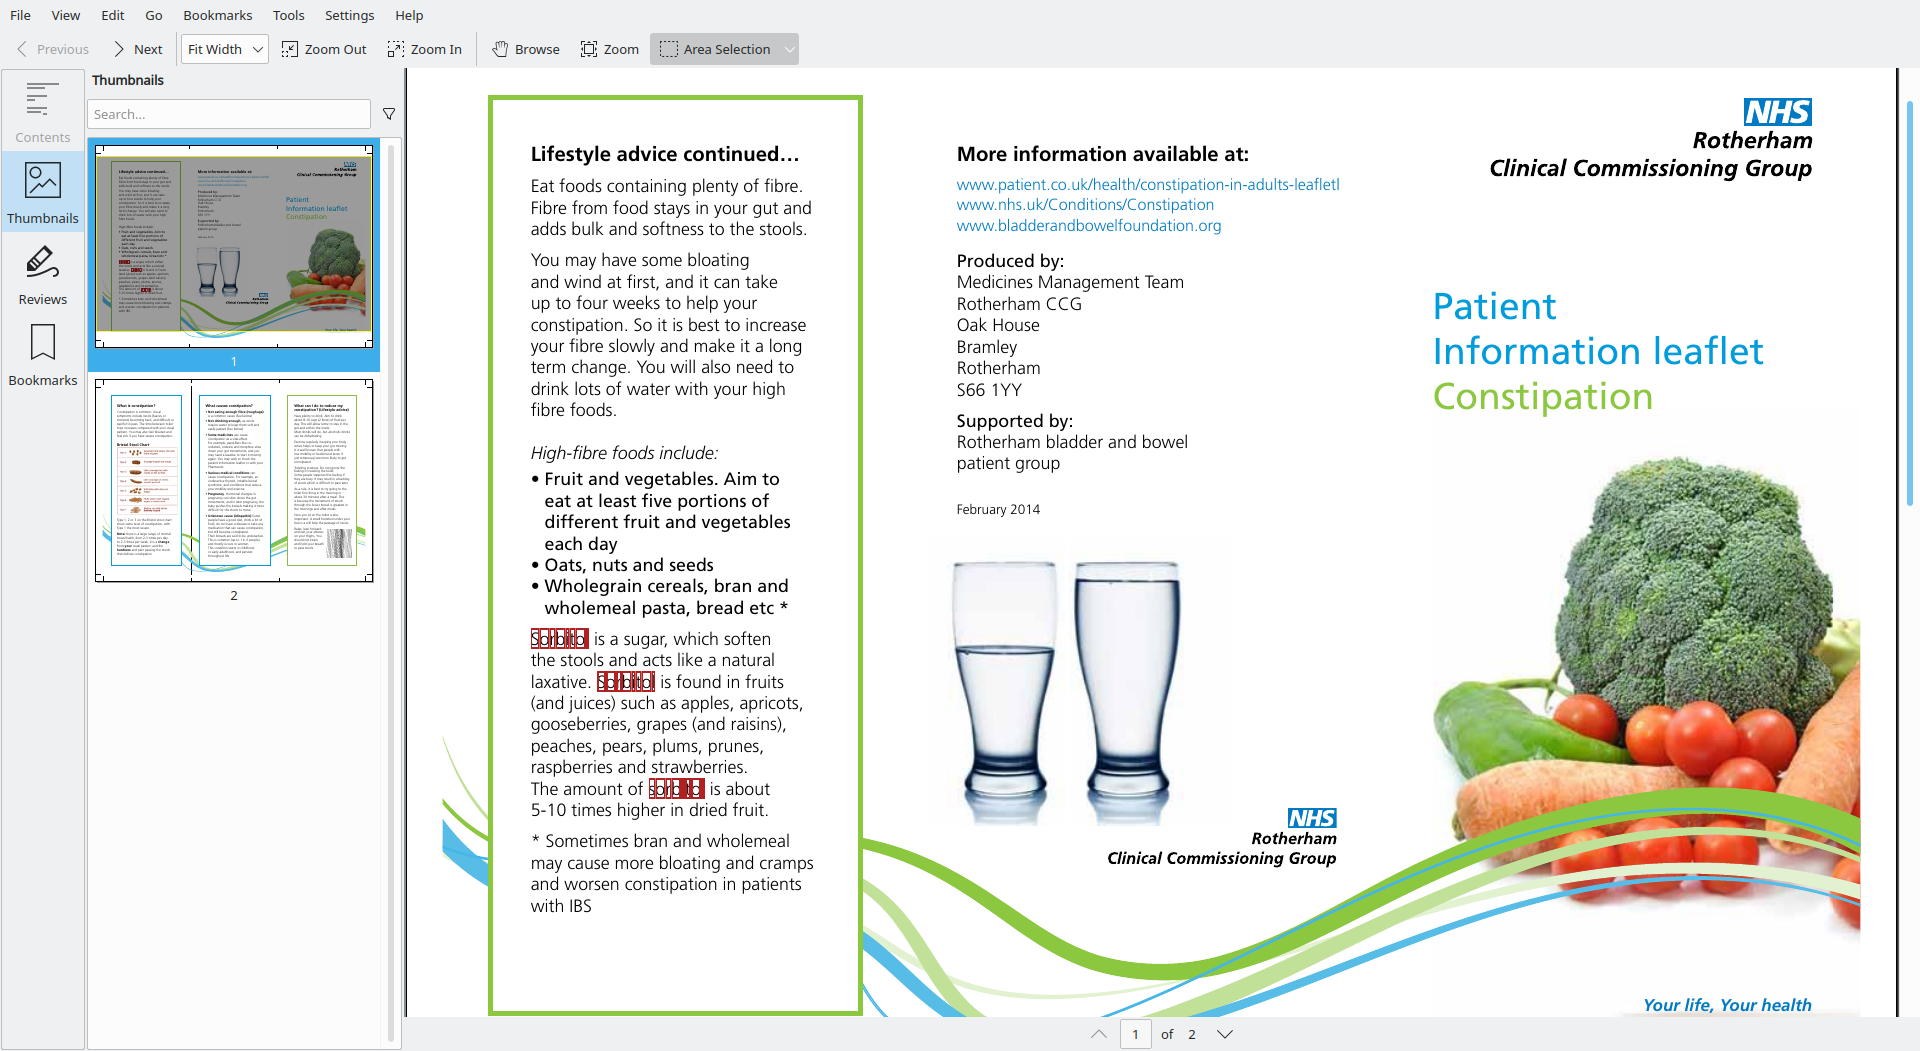 File View Edit Go Bookmarks Tools Settings Help
Previous Next Fit Width Zoom Out Zoom In Browse Zoom Area Selection
Contents
Thumbnails
Reviews
Bookmarks
Thumbnails
Search...
1
2
Lifestyle advice continued…
Eat foods containing plenty of fibre.
Fibre from food stays in your gut and
adds bulk and softness to the stools.
You may have some bloating
and wind at first, and it can take
up to four weeks to help your
constipation. So it is best to increase
your fibre slowly and make it a long
term change. You will also need to
drink lots of water with your high
fibre foods.
High-fibre foods include:
• Fruit and vegetables. Aim to
eat at least five portions of
different fruit and vegetables
each day
• Oats, nuts and seeds
• Wholegrain cereals, bran and
wholemeal pasta, bread etc *
Sorbitol is a sugar, which soften
the stools and acts like a natural
laxative. Sorbitol is found in fruits
(and juices) such as apples, apricots,
gooseberries, grapes (and raisins),
peaches, pears, plums, prunes,
raspberries and strawberries.
The amount of sorbitol is about
5-10 times higher in dried fruit.
* Sometimes bran and wholemeal
may cause more bloating and cramps
and worsen constipation in patients
with IBS
More information available at:
www.patient.co.uk/health/constipation-in-adults-leafletl
www.nhs.uk/Conditions/Constipation
www.bladderandbowelfoundation.org
Produced by:
Medicines Management Team
Rotherham CCG
Oak House
Bramley
Rotherham
S66 1YY
Supported by:
Rotherham bladder and bowel
patient group
February 2014
NHS
Rotherham
Clinical Commissioning Group
NHS
Rotherham
Clinical Commissioning Group
Patient
Information leaflet
Constipation
Your life, Your health
1 of 2